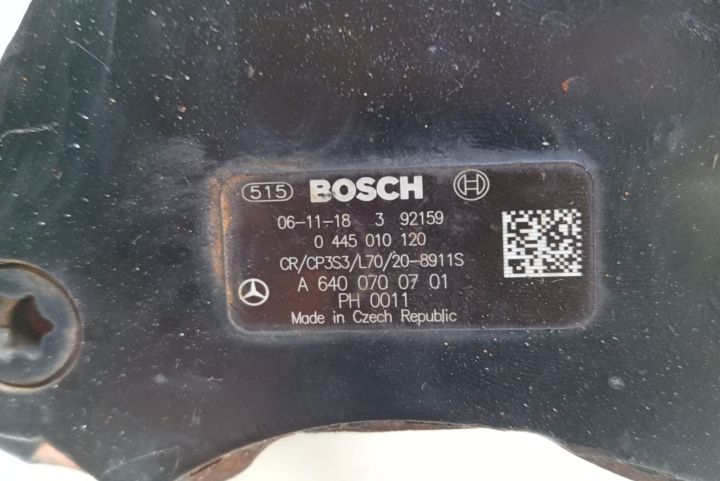 515 BOSCH
06-11-18 3 92159
0 445 010 120
CR/CP3S3/L70/20-8911S
A 640 070 07 01
PH 0011
Made in Czech Republic